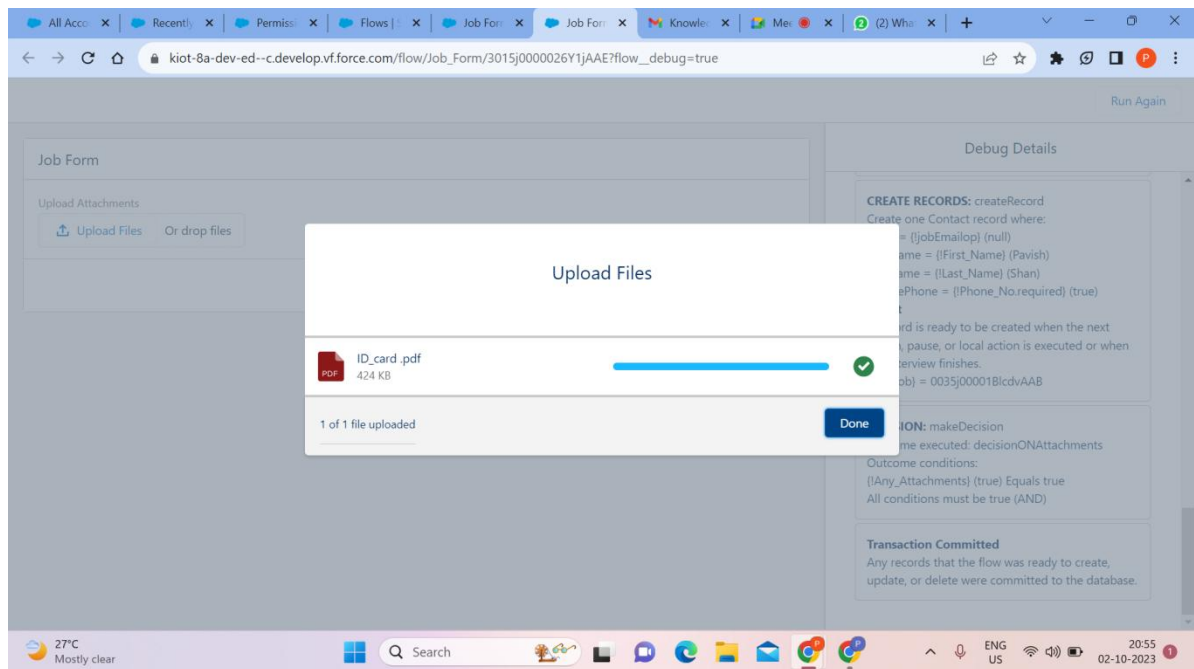 All Acco
Recently
Permiss
Flows | S
Job For
Job For
Knowle
Mee
(2) Wha
kiot-8a-dev-ed--c.develop.vf.force.com/flow/Job_Form/3015j0000026Y1jAAE?flow__debug=true
Run Again
Job Form
Debug Details
Upload Attachments
Upload Files Or drop files
CREATE RECORDS: createRecord
Create one Contact record where:
= {!jobEmailop} (null)
ame = {!First_Name} (Pavish)
ame = {!Last_Name} (Shan)
ePhone = {!Phone_No.required} (true)
t
rd is ready to be created when the next
, pause, or local action is executed or when
terview finishes.
ob} = 0035j00001BlcdvAAB
ION: makeDecision
me executed: decisionONAttachments
Outcome conditions:
{!Any_Attachments} (true) Equals true
All conditions must be true (AND)
Transaction Committed
Any records that the flow was ready to create,
update, or delete were committed to the database.
Upload Files
PDF
ID_card .pdf
424 KB
1 of 1 file uploaded
Done
27°C
Mostly clear
Search
ENG
US
20:55
02-10-2023
1